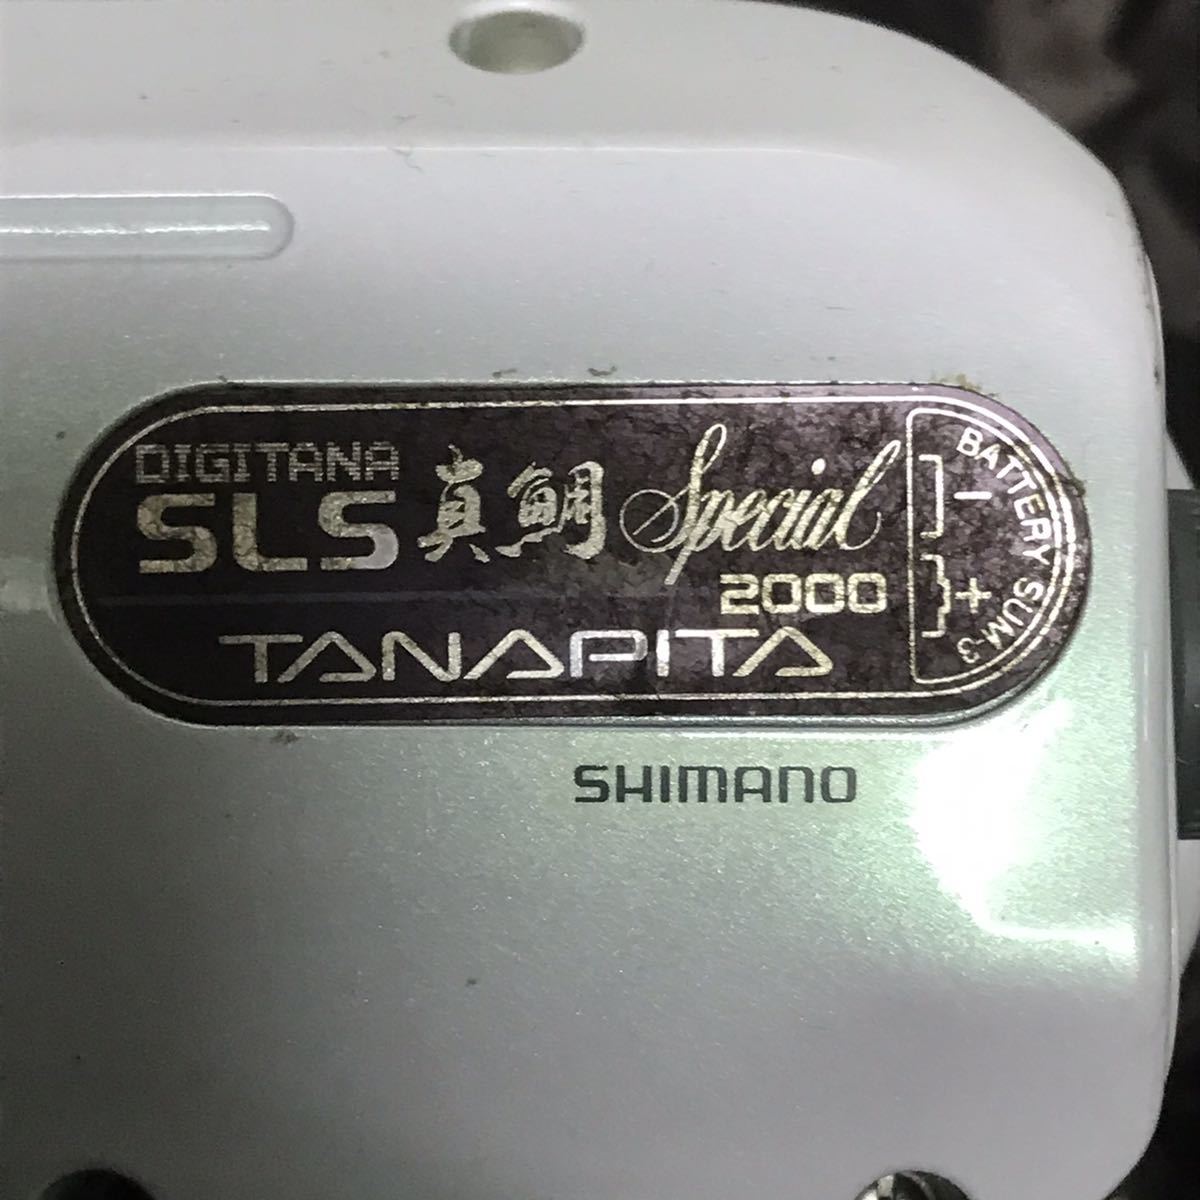 DIGITANA
SLS 真鯛 Special
2000
TANAPITA
BATTERY SUM-3
− +
SHIMANO